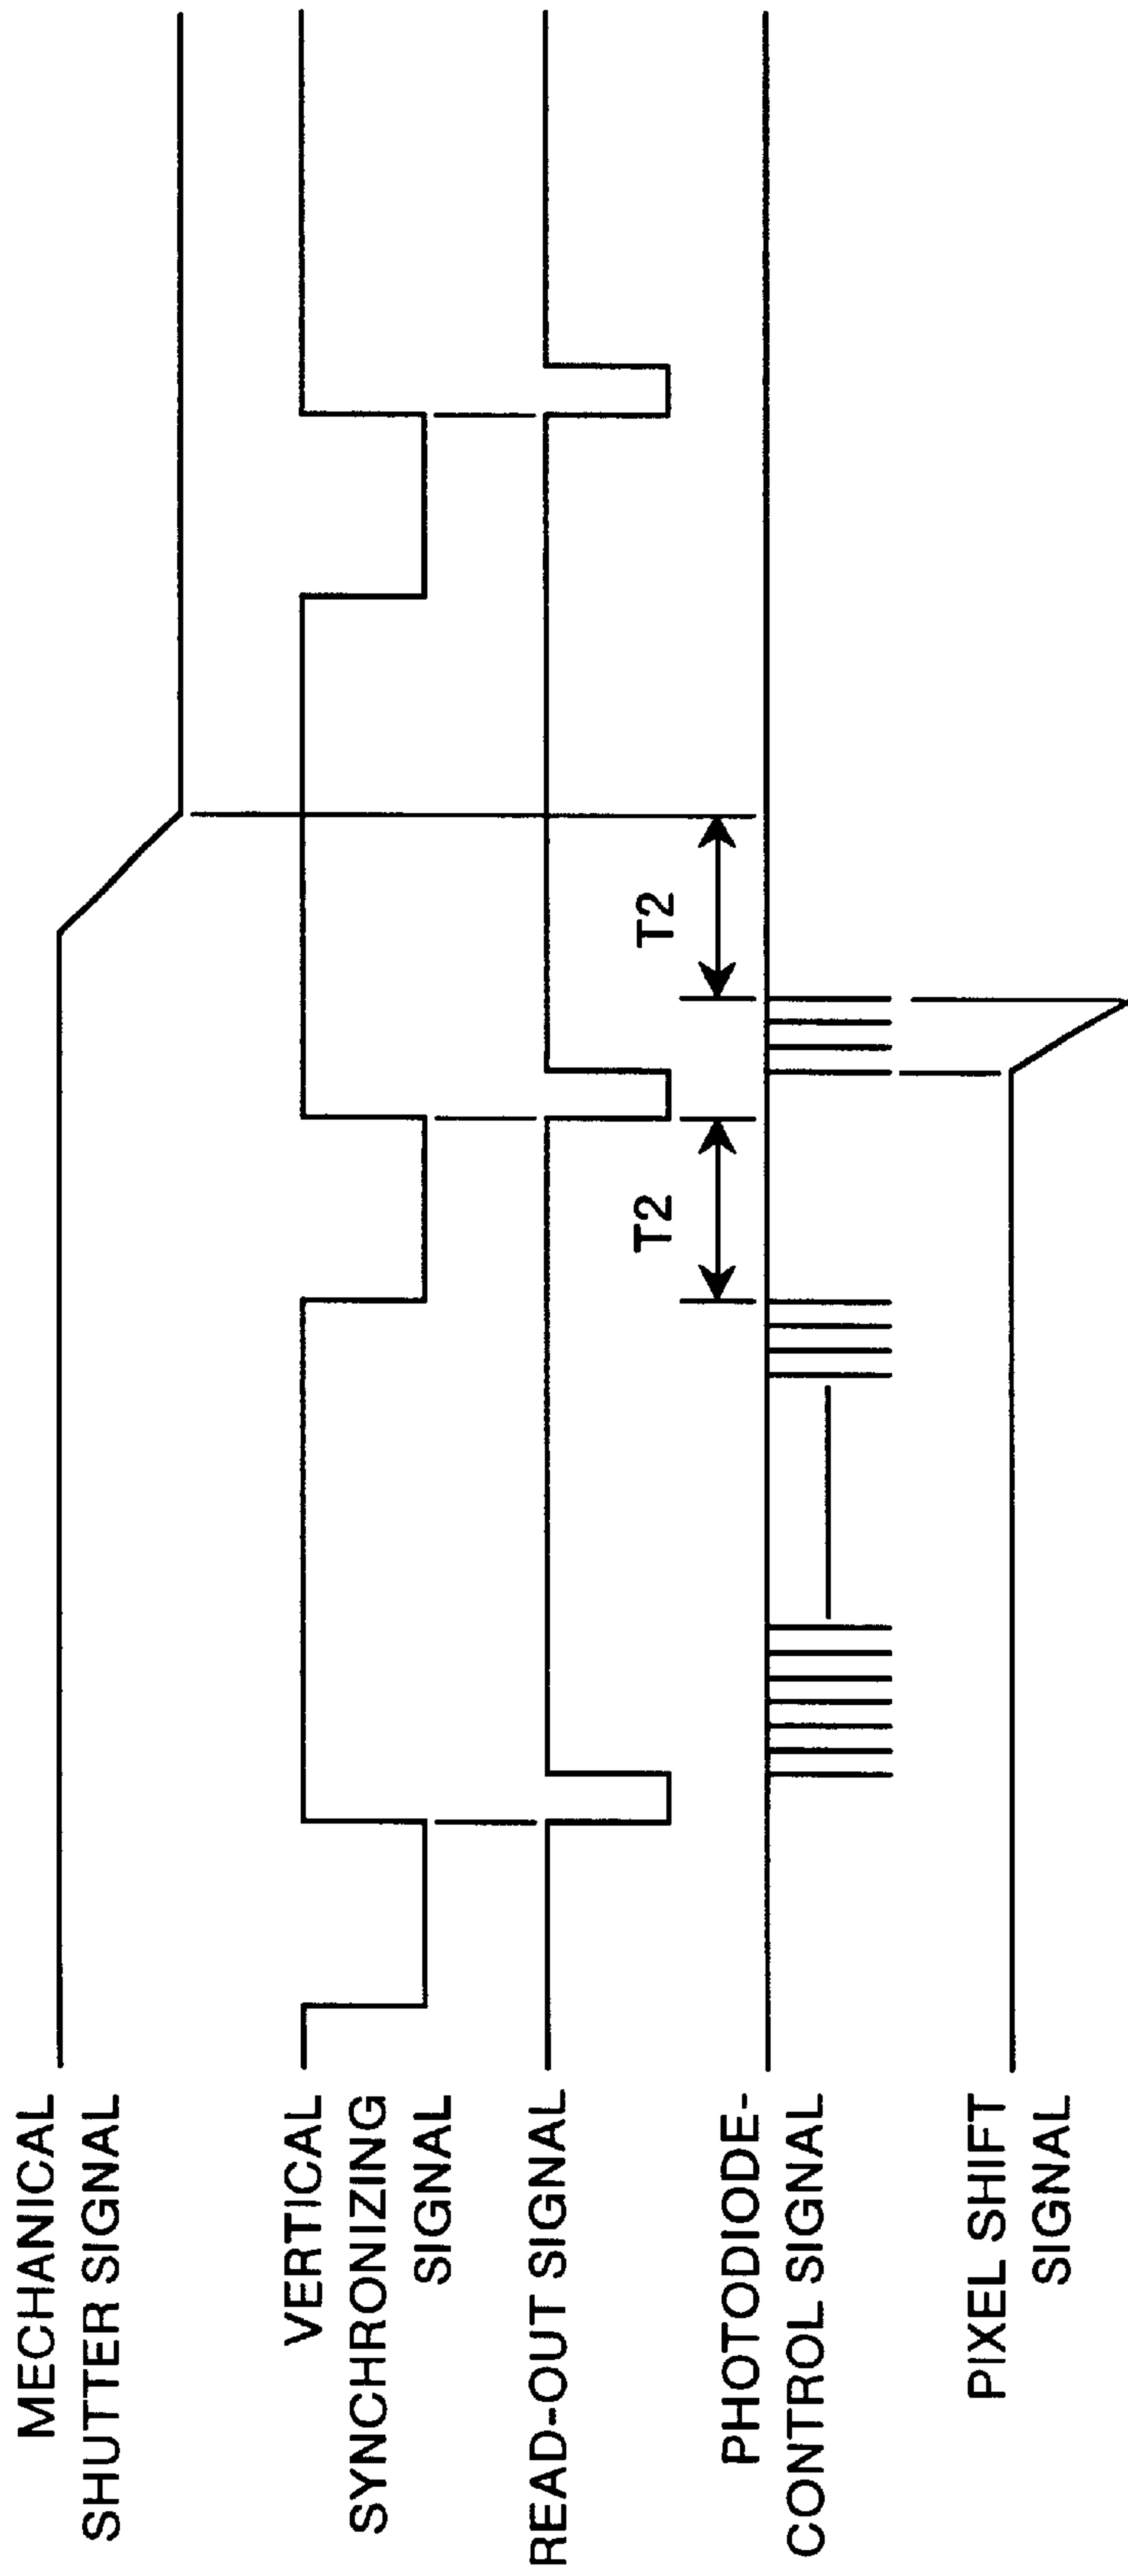 MECHANICAL
SHUTTER SIGNAL
VERTICAL
SYNCHRONIZING
SIGNAL
READ-OUT SIGNAL
PHOTODIODE-
CONTROL SIGNAL
PIXEL SHIFT
SIGNAL
T2
T2